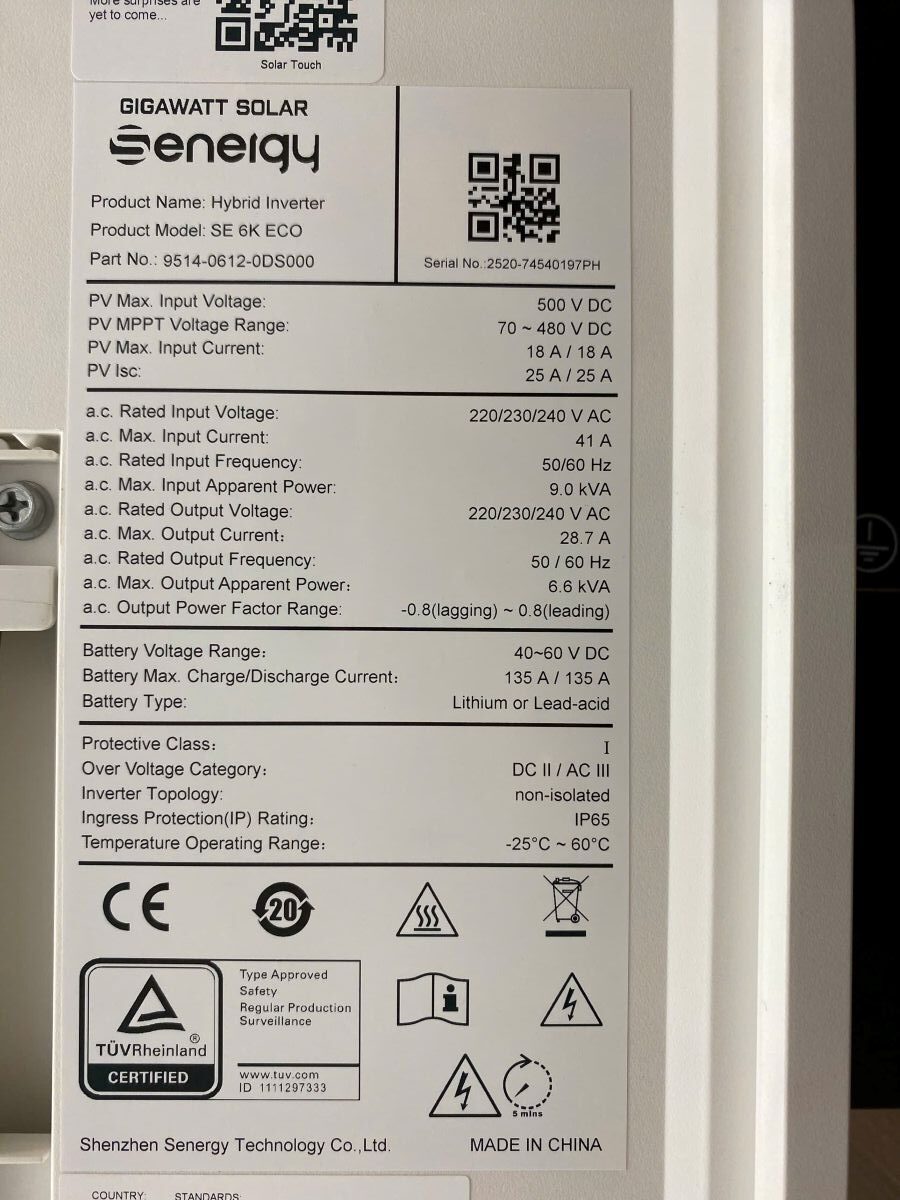 More surprises are
yet to come...
Solar Touch
GIGAWATT SOLAR
Senergy
Product Name: Hybrid Inverter
Product Model: SE 6K ECO
Part No.: 9514-0612-0DS000
Serial No.:2520-74540197PH
PV Max. Input Voltage: 500 V DC
PV MPPT Voltage Range: 70 ~ 480 V DC
PV Max. Input Current: 18 A / 18 A
PV Isc: 25 A / 25 A
a.c. Rated Input Voltage: 220/230/240 V AC
a.c. Max. Input Current: 41 A
a.c. Rated Input Frequency: 50/60 Hz
a.c. Max. Input Apparent Power: 9.0 kVA
a.c. Rated Output Voltage: 220/230/240 V AC
a.c. Max. Output Current: 28.7 A
a.c. Rated Output Frequency: 50 / 60 Hz
a.c. Max. Output Apparent Power: 6.6 kVA
a.c. Output Power Factor Range: -0.8(lagging) ~ 0.8(leading)
Battery Voltage Range: 40~60 V DC
Battery Max. Charge/Discharge Current: 135 A / 135 A
Battery Type: Lithium or Lead-acid
Protective Class: I
Over Voltage Category: DC II / AC III
Inverter Topology: non-isolated
Ingress Protection(IP) Rating: IP65
Temperature Operating Range: -25°C ~ 60°C
CE
20
TÜVRheinland®
CERTIFIED
Type Approved
Safety
Regular Production
Surveillance
www.tuv.com
ID 1111297333
5 mins
Shenzhen Senergy Technology Co.,Ltd. MADE IN CHINA
COUNTRY: STANDARDS: